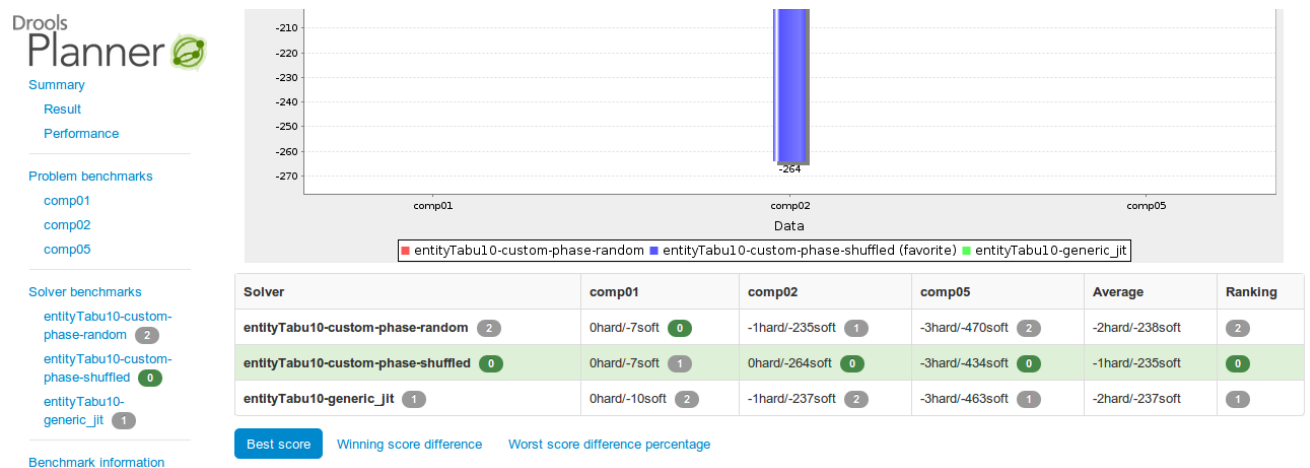 Drools
Planner
Summary
Result
Performance
Problem benchmarks
comp01
comp02
comp05
Solver benchmarks
entityTabu10-custom-
phase-random 2
entityTabu10-custom-
phase-shuffled 0
entityTabu10-
generic_jit 1
Benchmark information
-210
-220
-230
-240
-250
-260
-270
-264
comp01 comp02 comp05
Data
entityTabu10-custom-phase-random entityTabu10-custom-phase-shuffled (favorite) entityTabu10-generic_jit
Solver comp01 comp02 comp05 Average Ranking
entityTabu10-custom-phase-random 2 0hard/-7soft 0 -1hard/-235soft 1 -3hard/-470soft 2 -2hard/-238soft 2
entityTabu10-custom-phase-shuffled 0 0hard/-7soft 1 0hard/-264soft 0 -3hard/-434soft 0 -1hard/-235soft 0
entityTabu10-generic_jit 1 0hard/-10soft 2 -1hard/-237soft 2 -3hard/-463soft 1 -2hard/-237soft 1
Best score Winning score difference Worst score difference percentage